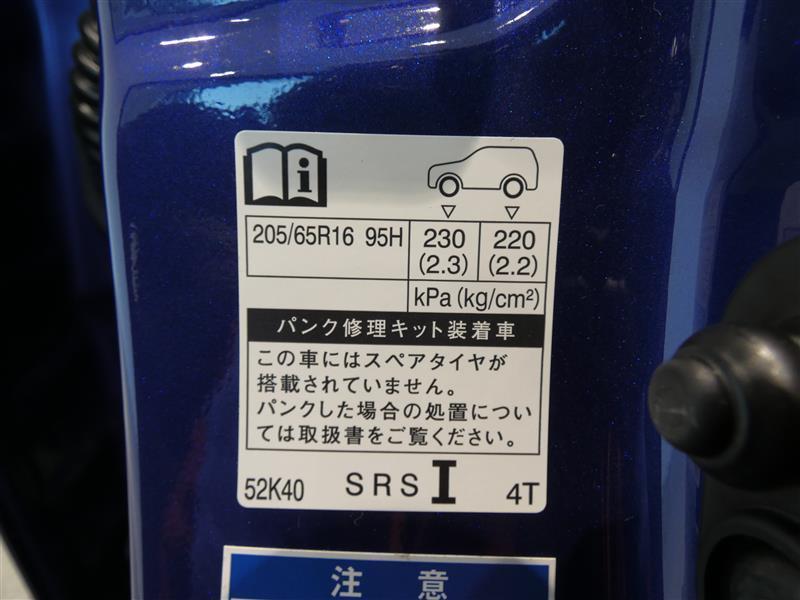 i
205/65R16 95H 230 220
(2.3) (2.2)
kPa (kg/cm²)
パンク修理キット装着車
この車にはスペアタイヤが
搭載されていません。
パンクした場合の処置につい
ては取扱書をご覧ください。
52K40 SRS I 4T
注 意